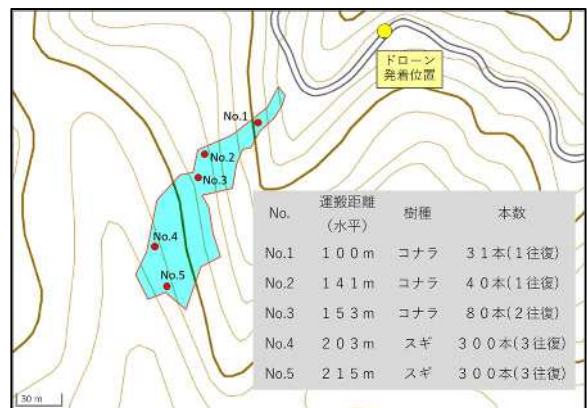 ドローン
発着位置
No.1
No.2
No.3
No.4
No.5
No. 運搬距離(水平) 樹種 本数
No.1 100m コナラ 31本(1往復)
No.2 141m コナラ 40本(1往復)
No.3 153m コナラ 80本(2往復)
No.4 203m スギ 300本(3往復)
No.5 215m スギ 300本(3往復)
30 m